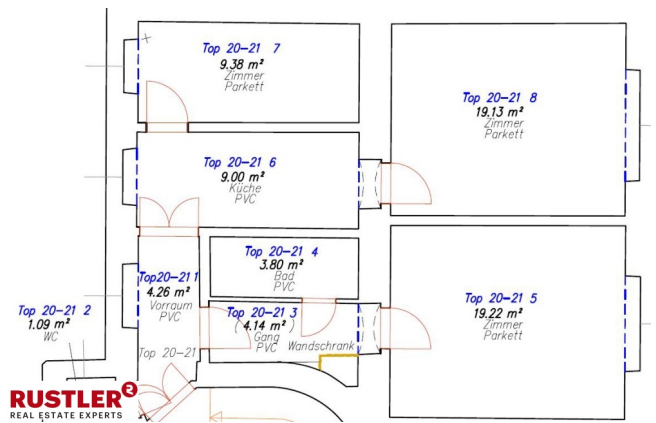 Top 20-21 7
9.38 m²
Zimmer
Parkett
Top 20-21 8
19.13 m²
Zimmer
Parkett
Top 20-21 6
9.00 m²
Küche
PVC
Top 20-21 4
3.80 m²
Bad
PVC
Top20-21 1
4.26 m²
Vorraum
PVC
Top 20-21 2
1.09 m²
WC
Top 20-21 3
( 4.14 m² )
Gang
PVC
Wandschrank
Top 20-21 5
19.22 m²
Zimmer
Parkett
Top 20-21
RUSTLER
REAL ESTATE EXPERTS